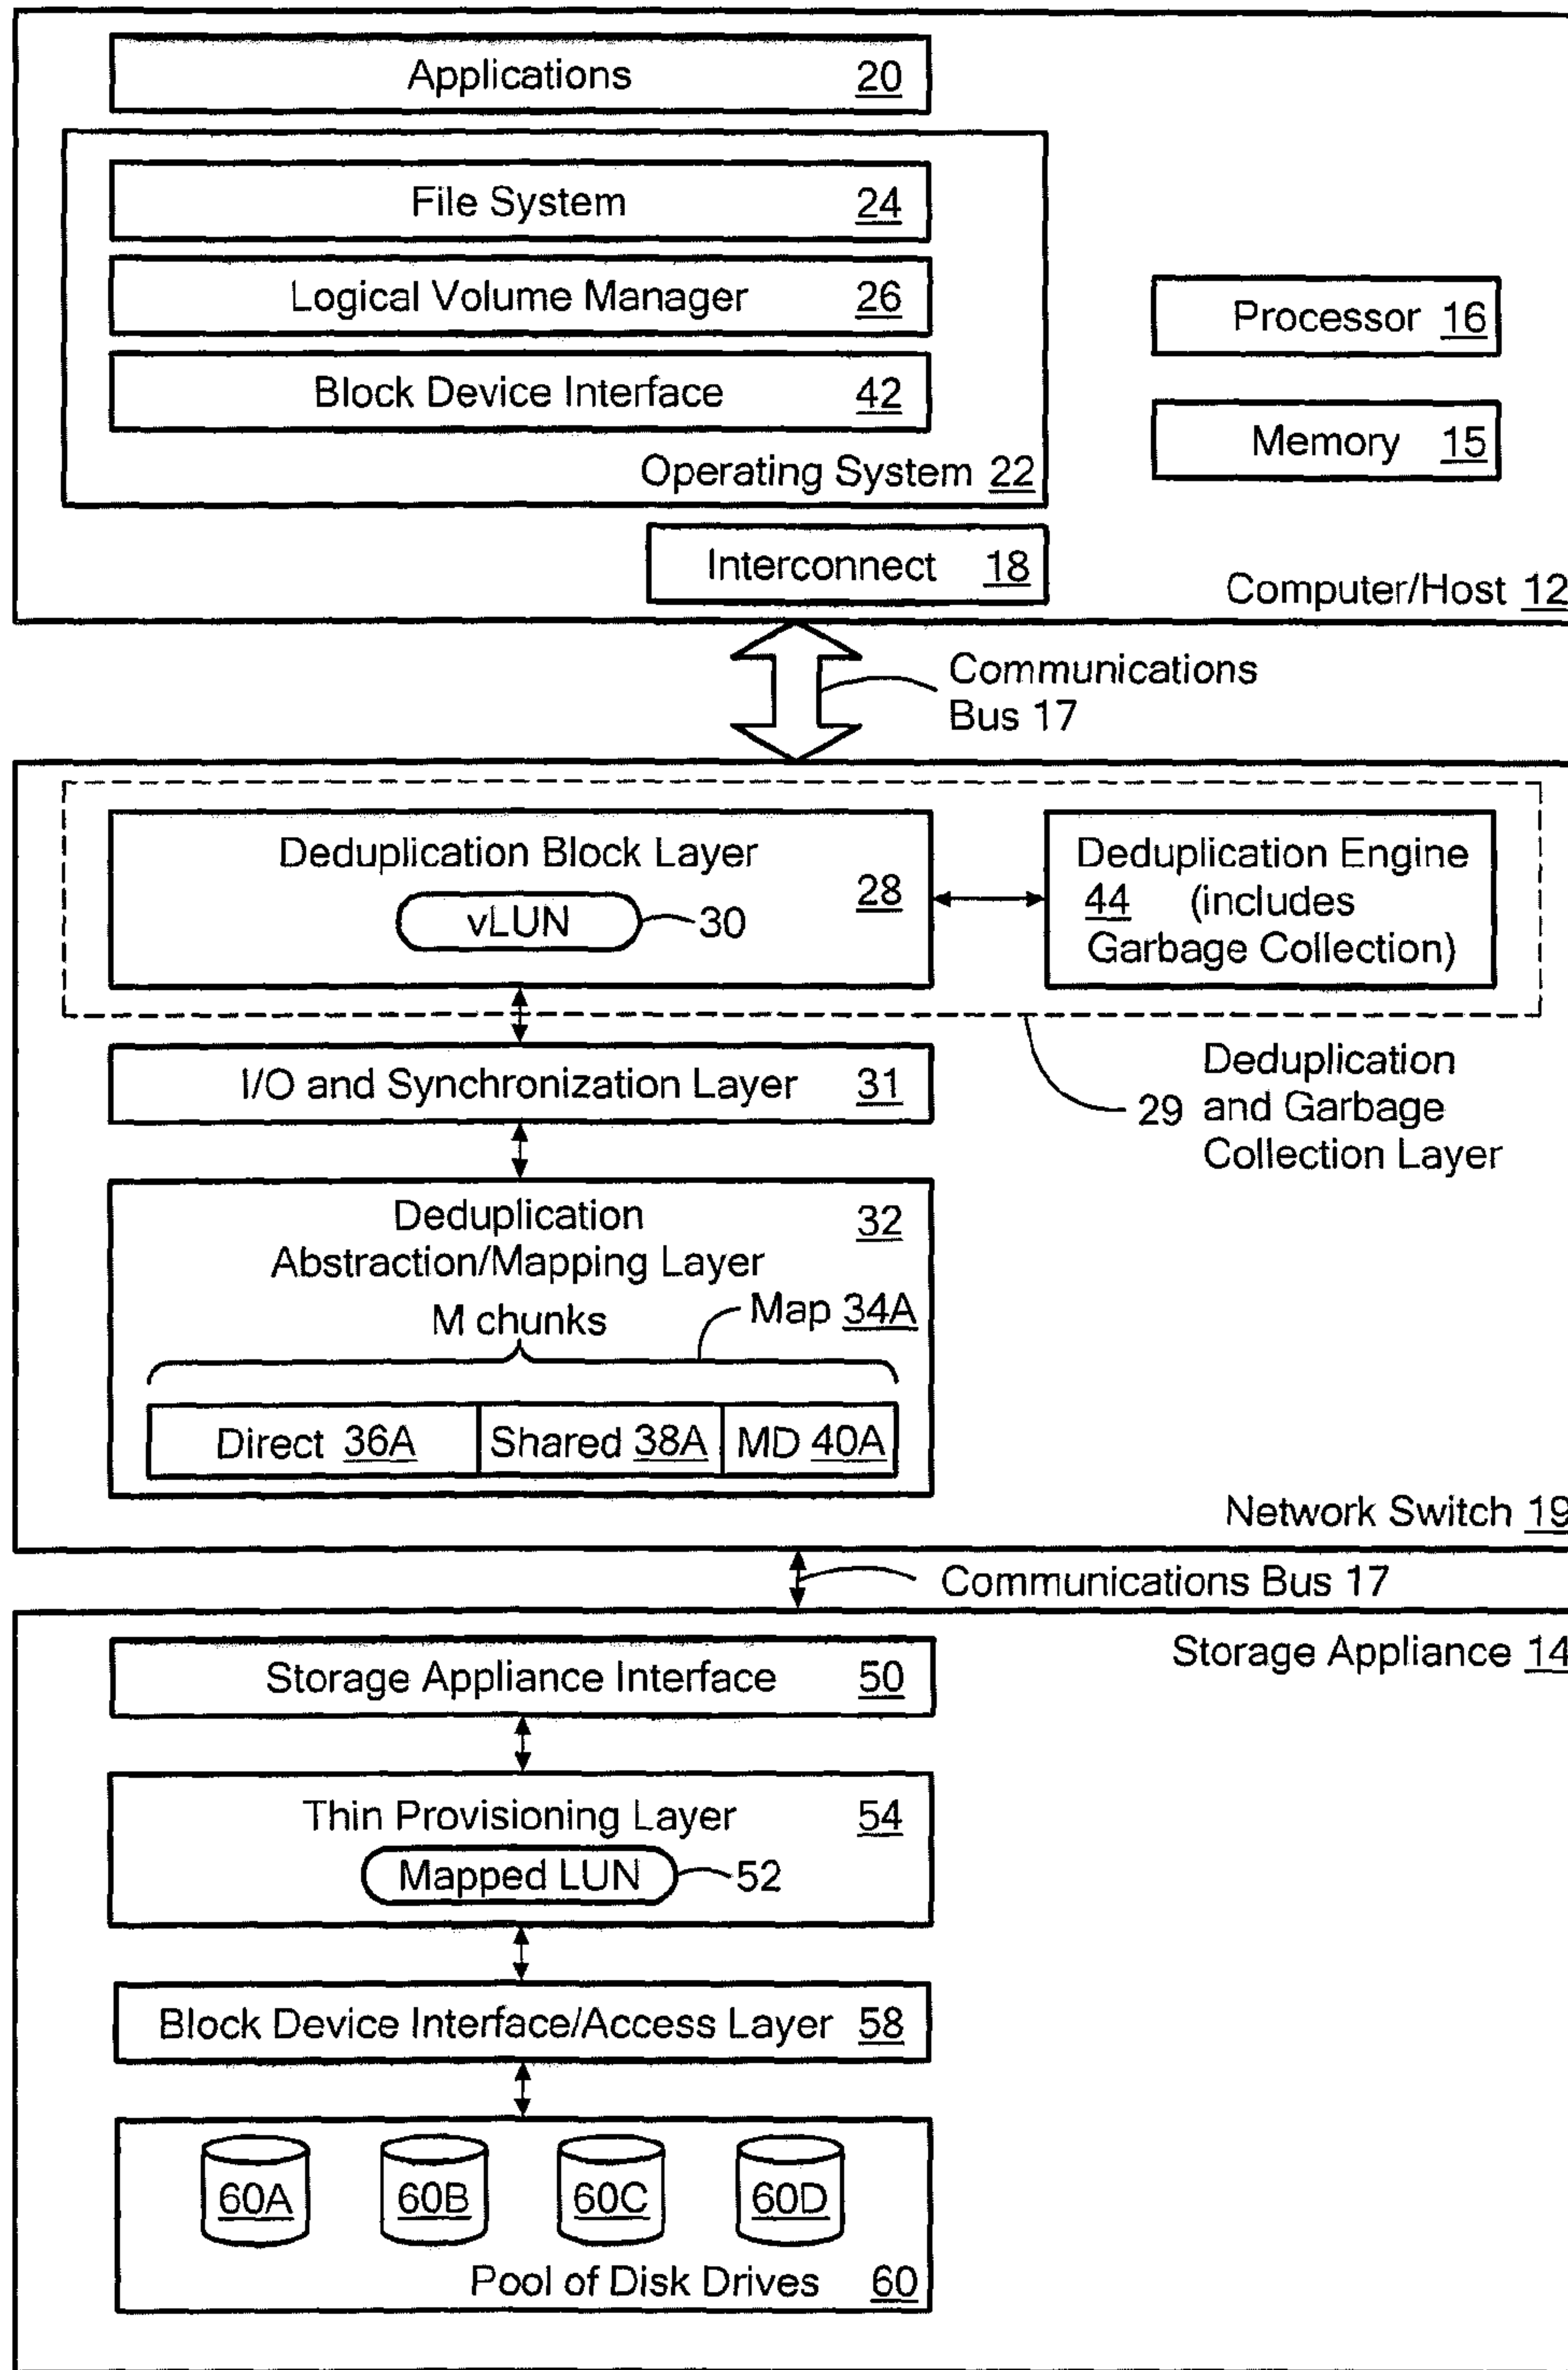 Applications 20
File System 24
Logical Volume Manager 26
Block Device Interface 42
Operating System 22
Processor 16
Memory 15
Interconnect 18
Computer/Host 12
Communications
Bus 17
Deduplication Block Layer
28
vLUN 30
Deduplication Engine
44 (includes
Garbage Collection)
I/O and Synchronization Layer 31
Deduplication
29 and Garbage
Collection Layer
Deduplication 32
Abstraction/Mapping Layer
M chunks
Map 34A
Direct 36A Shared 38A MD 40A
Network Switch 19
Communications Bus 17
Storage Appliance 14
Storage Appliance Interface 50
Thin Provisioning Layer 54
Mapped LUN 52
Block Device Interface/Access Layer 58
60A 60B 60C 60D
Pool of Disk Drives 60